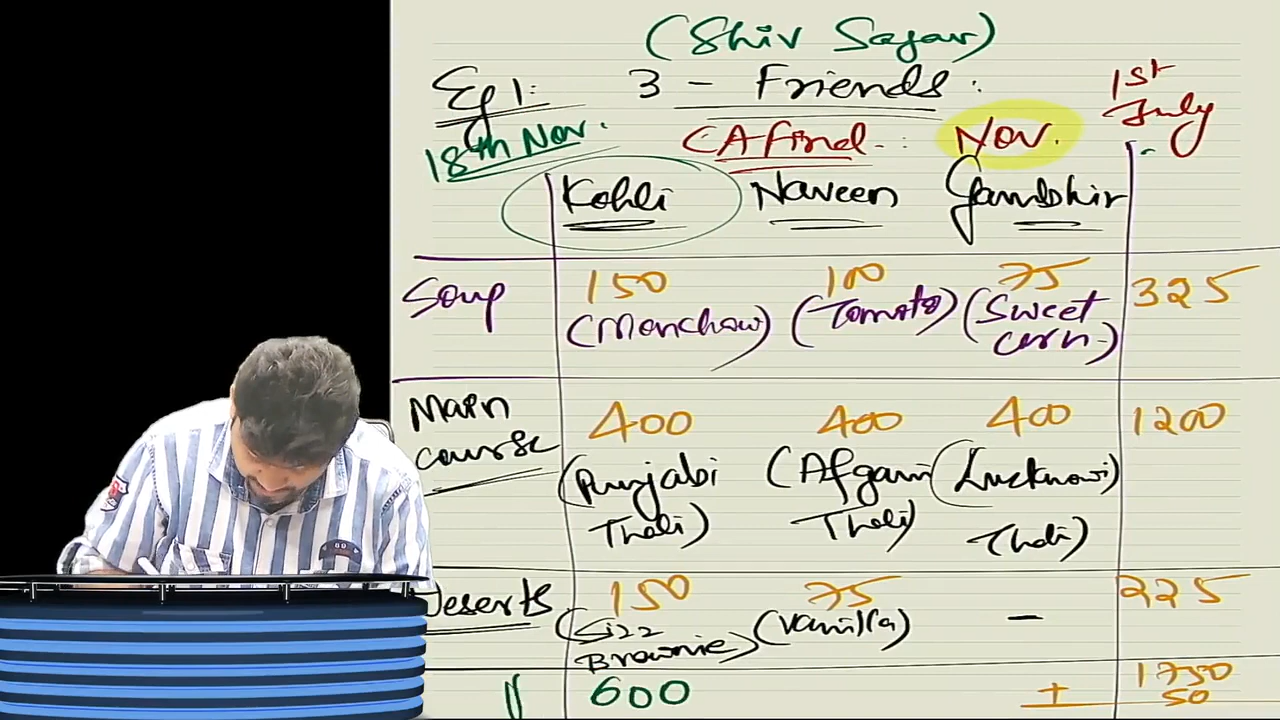 (Shiv Sagar)
Eg 1: 3 - Friends :
1st July
18th Nov. CA Final : Nov.
Kohli Naveen Gambhir
Soup 150 100 75 325
(Manchaw) (Tomato) (Sweet corn)
Main course 400 400 400 1200
(Punjabi Thali) (Afgani Thali) (Lucknowi Thali)
Deserts 150 75 - 225
(Sizz Brownie) (Vanilla)
1750
600 + 50